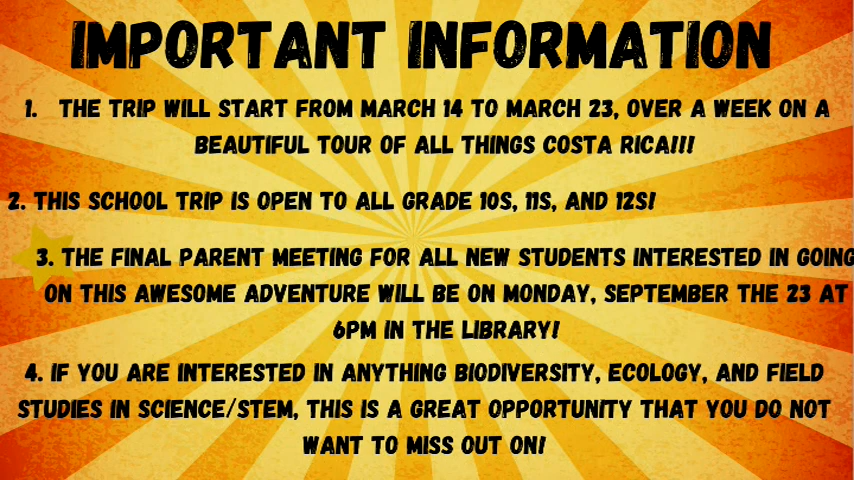 IMPORTANT INFORMATION
1. THE TRIP WILL START FROM MARCH 14 TO MARCH 23, OVER A WEEK ON A
BEAUTIFUL TOUR OF ALL THINGS COSTA RICA!!!
2. THIS SCHOOL TRIP IS OPEN TO ALL GRADE 10S, 11S, AND 12S!
3. THE FINAL PARENT MEETING FOR ALL NEW STUDENTS INTERESTED IN GOING
ON THIS AWESOME ADVENTURE WILL BE ON MONDAY, SEPTEMBER THE 23 AT
6PM IN THE LIBRARY!
4. IF YOU ARE INTERESTED IN ANYTHING BIODIVERSITY, ECOLOGY, AND FIELD
STUDIES IN SCIENCE/STEM, THIS IS A GREAT OPPORTUNITY THAT YOU DO NOT
WANT TO MISS OUT ON!